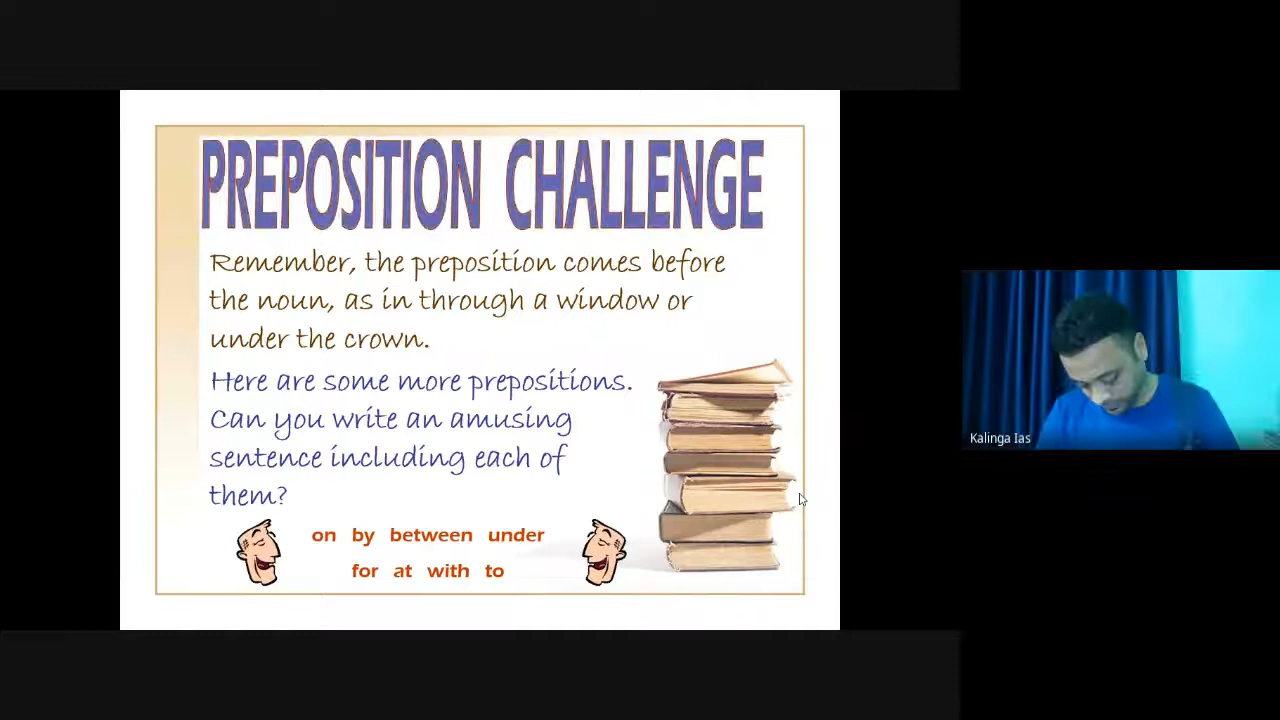 PREPOSITION CHALLENGE
Remember, the preposition comes before
the noun, as in through a window or
under the crown.
Here are some more prepositions.
Can you write an amusing
sentence including each of
them?
on by between under
for at with to
Kalinga Ias